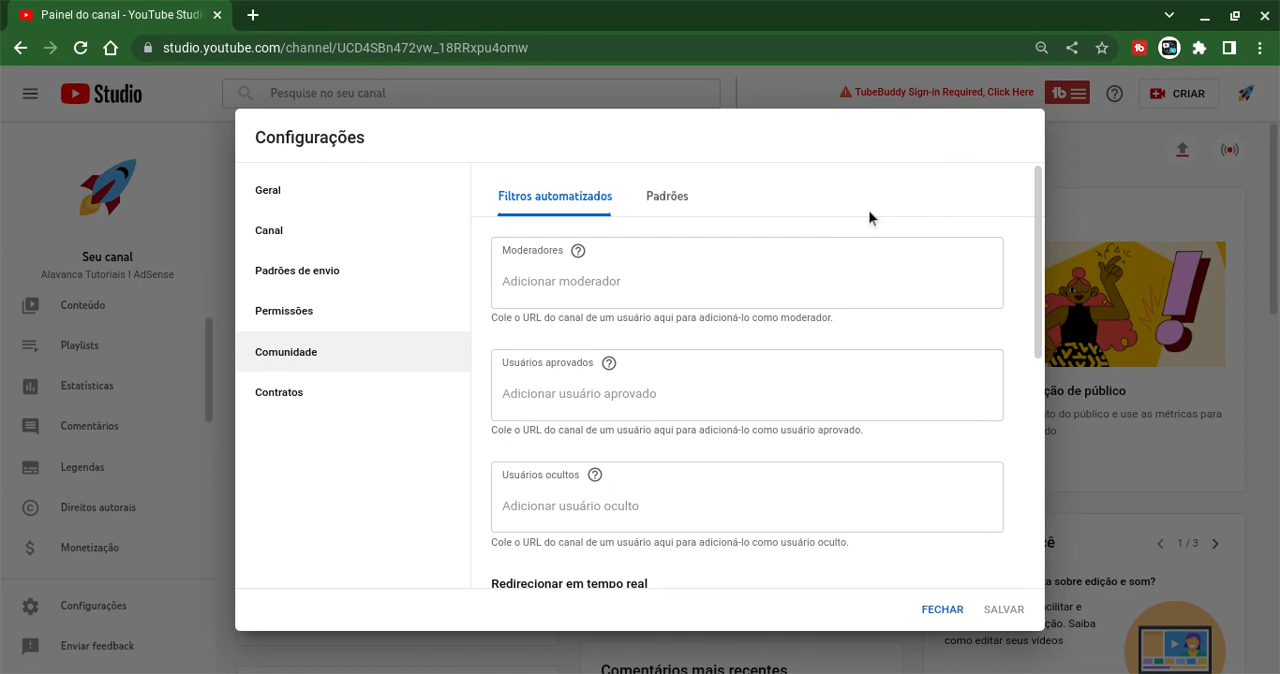 Painel do canal - YouTube Studi
studio.youtube.com/channel/UCD4SBn472vw_18RRxpu4omw
Studio
Pesquise no seu canal
TubeBuddy Sign-in Required, Click Here
CRIAR
Seu canal
Alavanca Tutoriais I AdSense
Conteúdo
Playlists
Estatísticas
Comentários
Legendas
Direitos autorais
Monetização
Configurações
Enviar feedback
Configurações
Geral
Canal
Padrões de envio
Permissões
Comunidade
Contratos
Filtros automatizados
Padrões
Moderadores
Adicionar moderador
Cole o URL do canal de um usuário aqui para adicioná-lo como moderador.
Usuários aprovados
Adicionar usuário aprovado
Cole o URL do canal de um usuário aqui para adicioná-lo como usuário aprovado.
Usuários ocultos
Adicionar usuário oculto
Cole o URL do canal de um usuário aqui para adicioná-lo como usuário oculto.
Redirecionar em tempo real
FECHAR
SALVAR
ção de público
to do público e use as métricas para
do
cê
1 / 3
ta sobre edição e som?
cilitar e
ção. Saiba
como editar seus vídeos
Comentários mais recentes